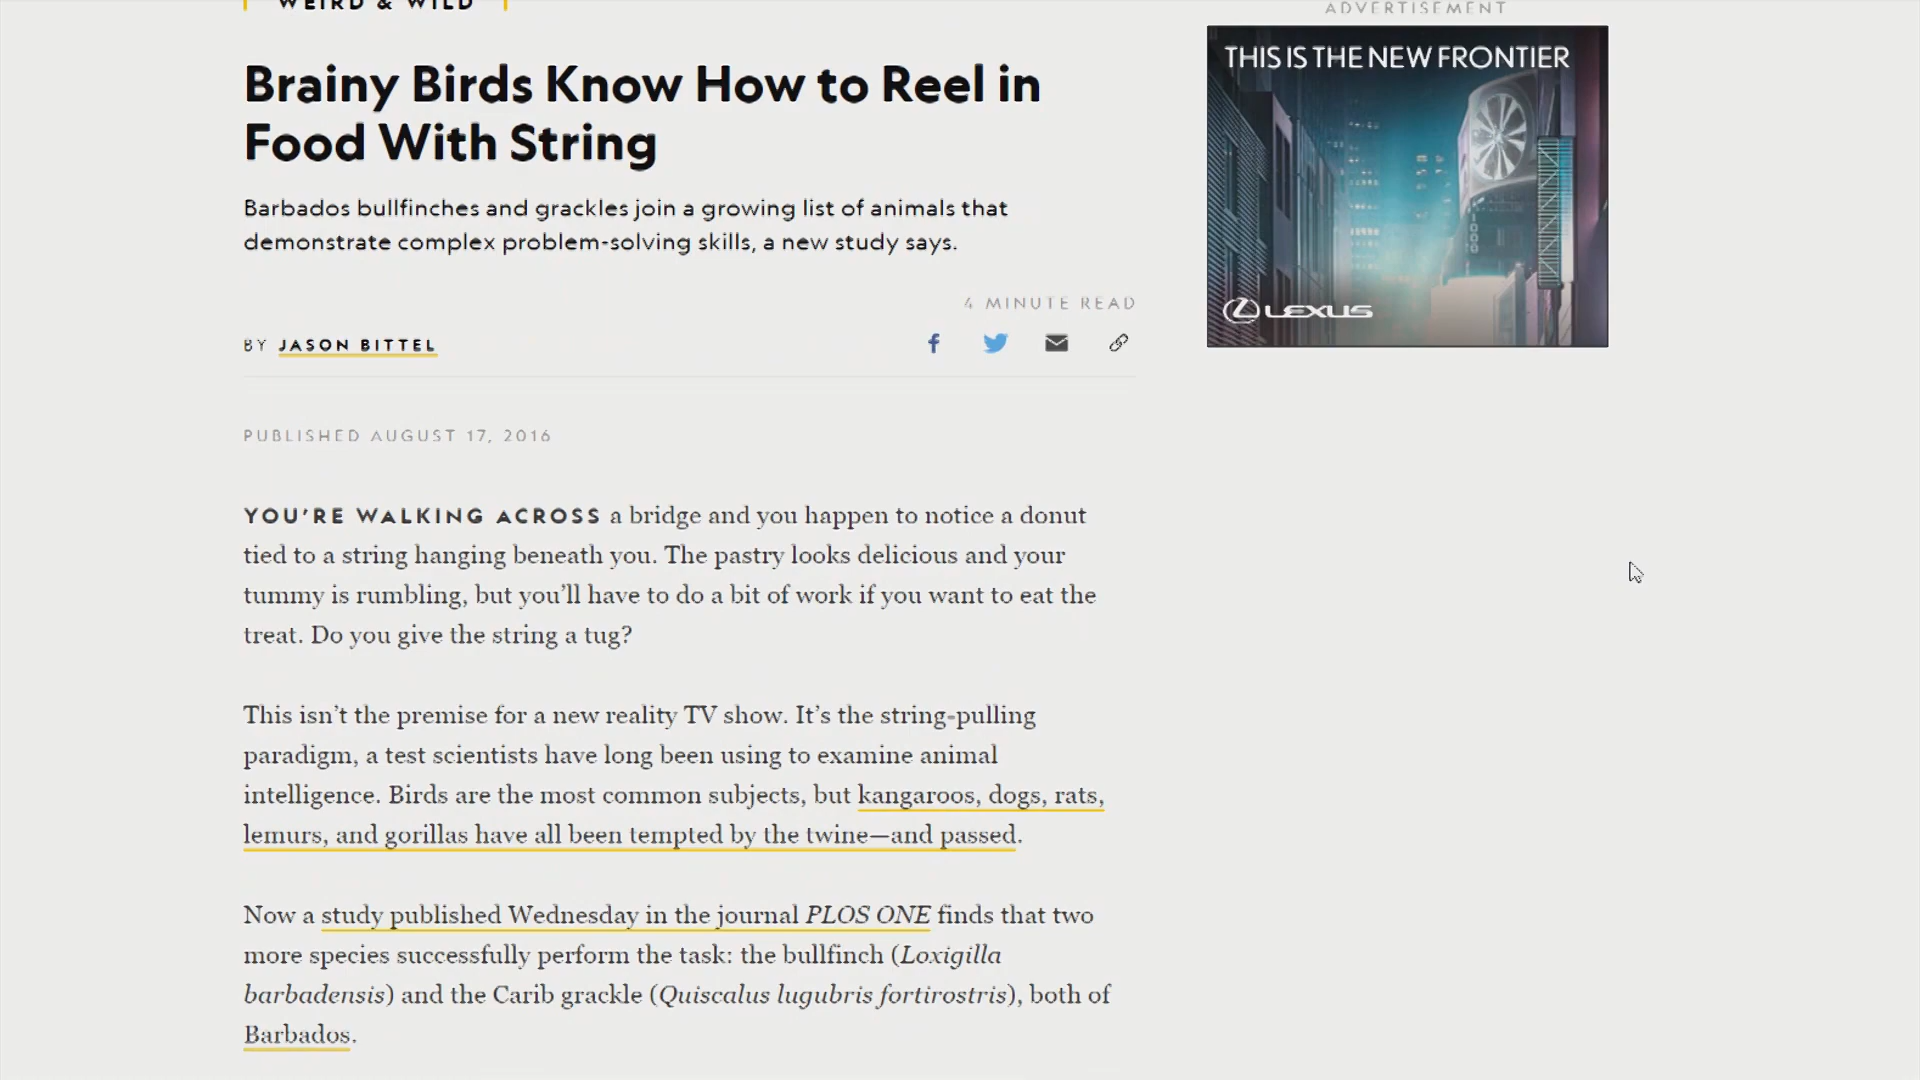 WEIRD & WILD
ADVERTISEMENT
THIS IS THE NEW FRONTIER
LEXUS
Brainy Birds Know How to Reel in
Food With String
Barbados bullfinches and grackles join a growing list of animals that
demonstrate complex problem-solving skills, a new study says.
4 MINUTE READ
BY JASON BITTEL
PUBLISHED AUGUST 17, 2016
YOU’RE WALKING ACROSS a bridge and you happen to notice a donut
tied to a string hanging beneath you. The pastry looks delicious and your
tummy is rumbling, but you’ll have to do a bit of work if you want to eat the
treat. Do you give the string a tug?
This isn’t the premise for a new reality TV show. It’s the string-pulling
paradigm, a test scientists have long been using to examine animal
intelligence. Birds are the most common subjects, but kangaroos, dogs, rats,
lemurs, and gorillas have all been tempted by the twine—and passed.
Now a study published Wednesday in the journal PLOS ONE finds that two
more species successfully perform the task: the bullfinch (Loxigilla
barbadensis) and the Carib grackle (Quiscalus lugubris fortirostris), both of
Barbados.